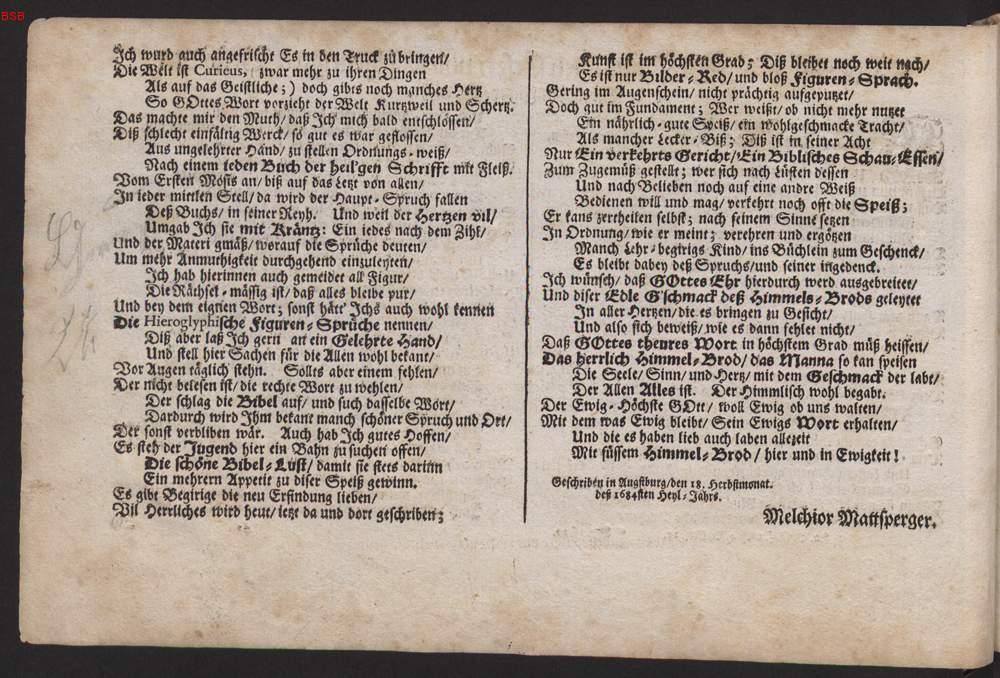 BSB
Ich wurd auch angefrischt Es in den Truck zů bringen/
Die Welt ist Curieus, (zwar mehr zu ihren Dingen
Als auf das Geistliche;) doch gibts noch manches Hertz
So GOttes Wort vorzieht der Welt Kurtzweil und Schertz.
Das machte mir den Muth/ daß Ich mich bald entschlossen/
Diß schlecht einfältig Werck/ so gut es war geflossen/
Aus ungelehrter Hand/ zu stellen Ordnungs-weiß/
Nach einem jeden Buch der heil'gen Schrifft mit Fleiß.
Vom Ersten Mosis an/ biß auf das Letzt von allen/
In jeder mittlen Stell/ da wird der Haupt-Spruch fallen
Deß Buchs/ in seiner Reyh. Und weil der Hertzen vil/
Umgab Ich sie mit Kräntz: Ein jedes nach dem Zihl/
Und der Materi gmäß/ worauf die Sprüche deuten/
Um mehr Anmuhtigkeit durchgehend einzuleyten/
Ich hab hierinnen auch gemeidet all Figur/
Die Räthsel-mässig ist/ daß alles bleibe pur/
Und bey dem eignen Wort; sonst hätt' Ichs auch wohl kennen
Die Hieroglyphische Figuren-Sprüche nennen/
Diß aber laß Ich gern an ein Gelehrte Hand/
Und stell hier Sachen für die Allen wohl bekant/
Vor Augen täglich stehn. Sollts aber einem fehlen/
Der nicht belesen ist/ die rechte Wort zu wehlen/
Der schlag die Bibel auf/ und such dasselbe Wort/
Dardurch wird Ihm bekant manch schöner Spruch und Ort/
Der sonst verbliben wär. Auch hab Ich gutes Hoffen/
Es steh der Jugend hier ein Bahn zu suchen offen/
Die schöne Bibel-Lust/ damit sie stets darinn
Ein mehrern Appetit zu diser Speiß gewinn.
Es gibt Begirige die neu Erfindung lieben/
Vil Herrliches wird heut/ jetzt da und dort geschriben;
Kunst ist im höchsten Grad; Diß bleibet noch weit nach/
Es ist nur Bilder-Red/ und bloß Figuren-Sprach.
Gering im Augenschein/ nicht prächtig aufgeputzet/
Doch gut im Fundament; Wer weißt/ ob nicht mehr nutzet
Ein nährlich-gute Speiß/ ein wohlgeschmackte Tracht/
Als mancher Lecker-Biß; Diß ist in seiner Acht
Nur Ein verkehrts Gericht/ Ein Biblisches Schau-Essen/
Zum Zugemüß gestellt; wer sich nach Lüsten dessen
Und nach Belieben noch auf eine andre Weiß
Bedienen will und mag/ verkehrt noch offt die Speiß;
Er kans zertheilen selbst; nach seinem Sinne setzen
In Ordnung/ wie er meint; verehren und ergötzen
Manch Lehr-begirigs Kind/ ins Büchlein zum Geschenck/
Es bleibt dabey deß Spruchs/ und seiner ingedenck.
Ich wünsch/ daß GOttes Ehr hierdurch werd ausgebreitet/
Und diser Edle G'schmack deß Himmels-Brods geleytet
In aller Hertzen/ die es bringen zu Gesicht/
Und also sich beweiß/ wie es dann fehlet nicht/
Daß GOttes theures Wort in höchstem Grad můß heissen/
Das herrlich Himmel-Brod/ das Manna so kan speisen
Die Seele/ Sinn/ und Hertz/ mit dem Geschmack der labt/
Der Allen Alles ist. Der Himmlisch wohl begabt.
Der Ewig-Höchste GOtt/ woll Ewig ob uns walten/
Mit dem was Ewig bleibt/ Sein Ewigs Wort erhalten/
Und die es haben lieb auch laben allezeit
Mit süssem Himmel-Brod/ hier und in Ewigkeit!
Geschriben in Augsburg/ den 18. Herbstmonat.
deß 1684sten Heyl-Jahrs.
Melchior Mattsperger.